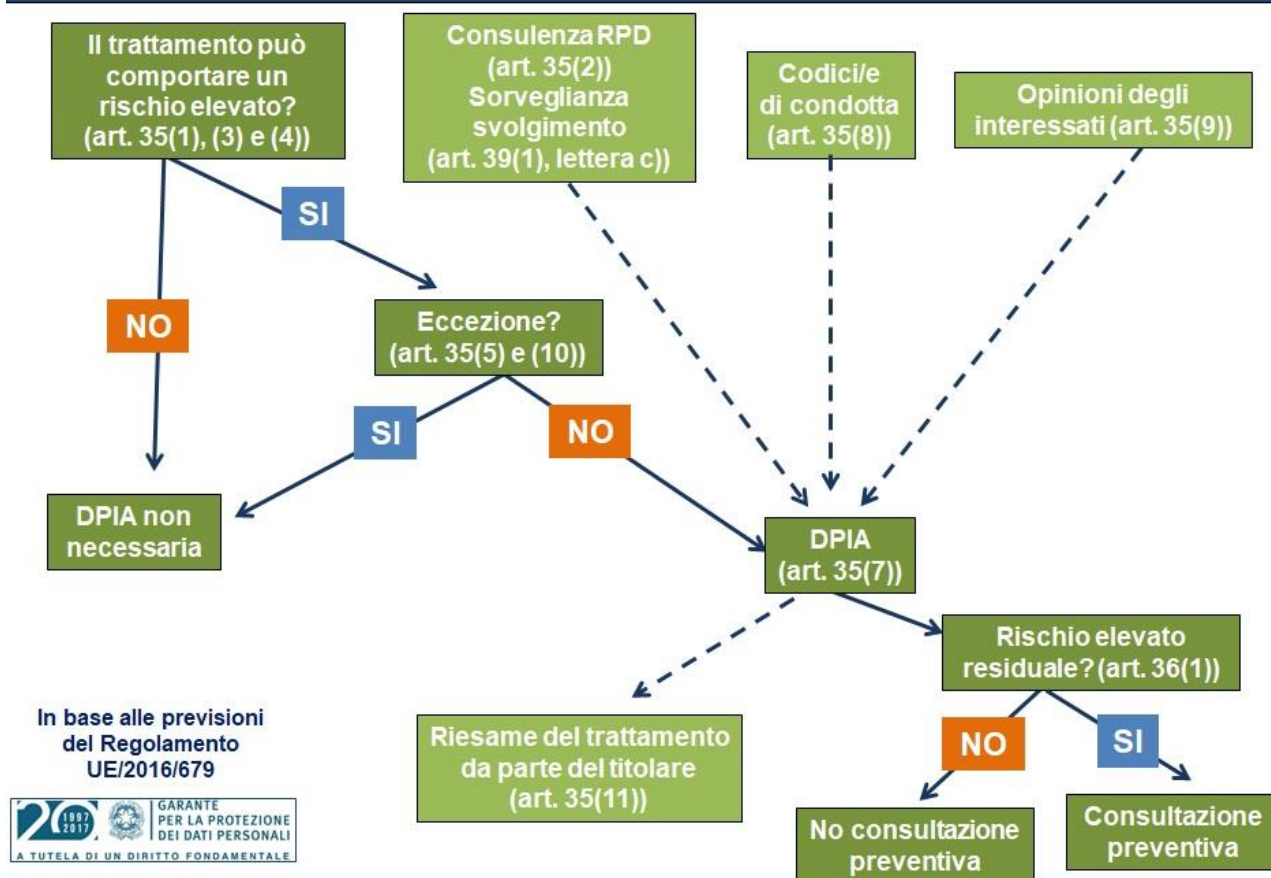 Il trattamento può
comportare un
rischio elevato?
(art. 35(1), (3) e (4))
Consulenza RPD
(art. 35(2))
Sorveglianza
svolgimento
(art. 39(1), lettera c))
Codici/e
di condotta
(art. 35(8))
Opinioni degli
interessati (art. 35(9))
SI
NO
Eccezione?
(art. 35(5) e (10))
SI
NO
DPIA non
necessaria
DPIA
(art. 35(7))
Rischio elevato
residuale? (art. 36(1))
In base alle previsioni
del Regolamento
UE/2016/679
Riesame del trattamento
da parte del titolare
(art. 35(11))
NO
SI
No consultazione
preventiva
Consultazione
preventiva
20 1997
2017
GARANTE
PER LA PROTEZIONE
DEI DATI PERSONALI
A TUTELA DI UN DIRITTO FONDAMENTALE